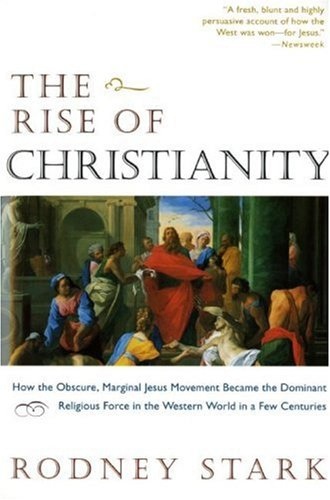 "A fresh, blunt and highly
persuasive account of how the
West was won—for Jesus."
—Newsweek
THE
RISE OF
CHRISTIANITY
How the Obscure, Marginal Jesus Movement Became the Dominant
Religious Force in the Western World in a Few Centuries
RODNEY STARK